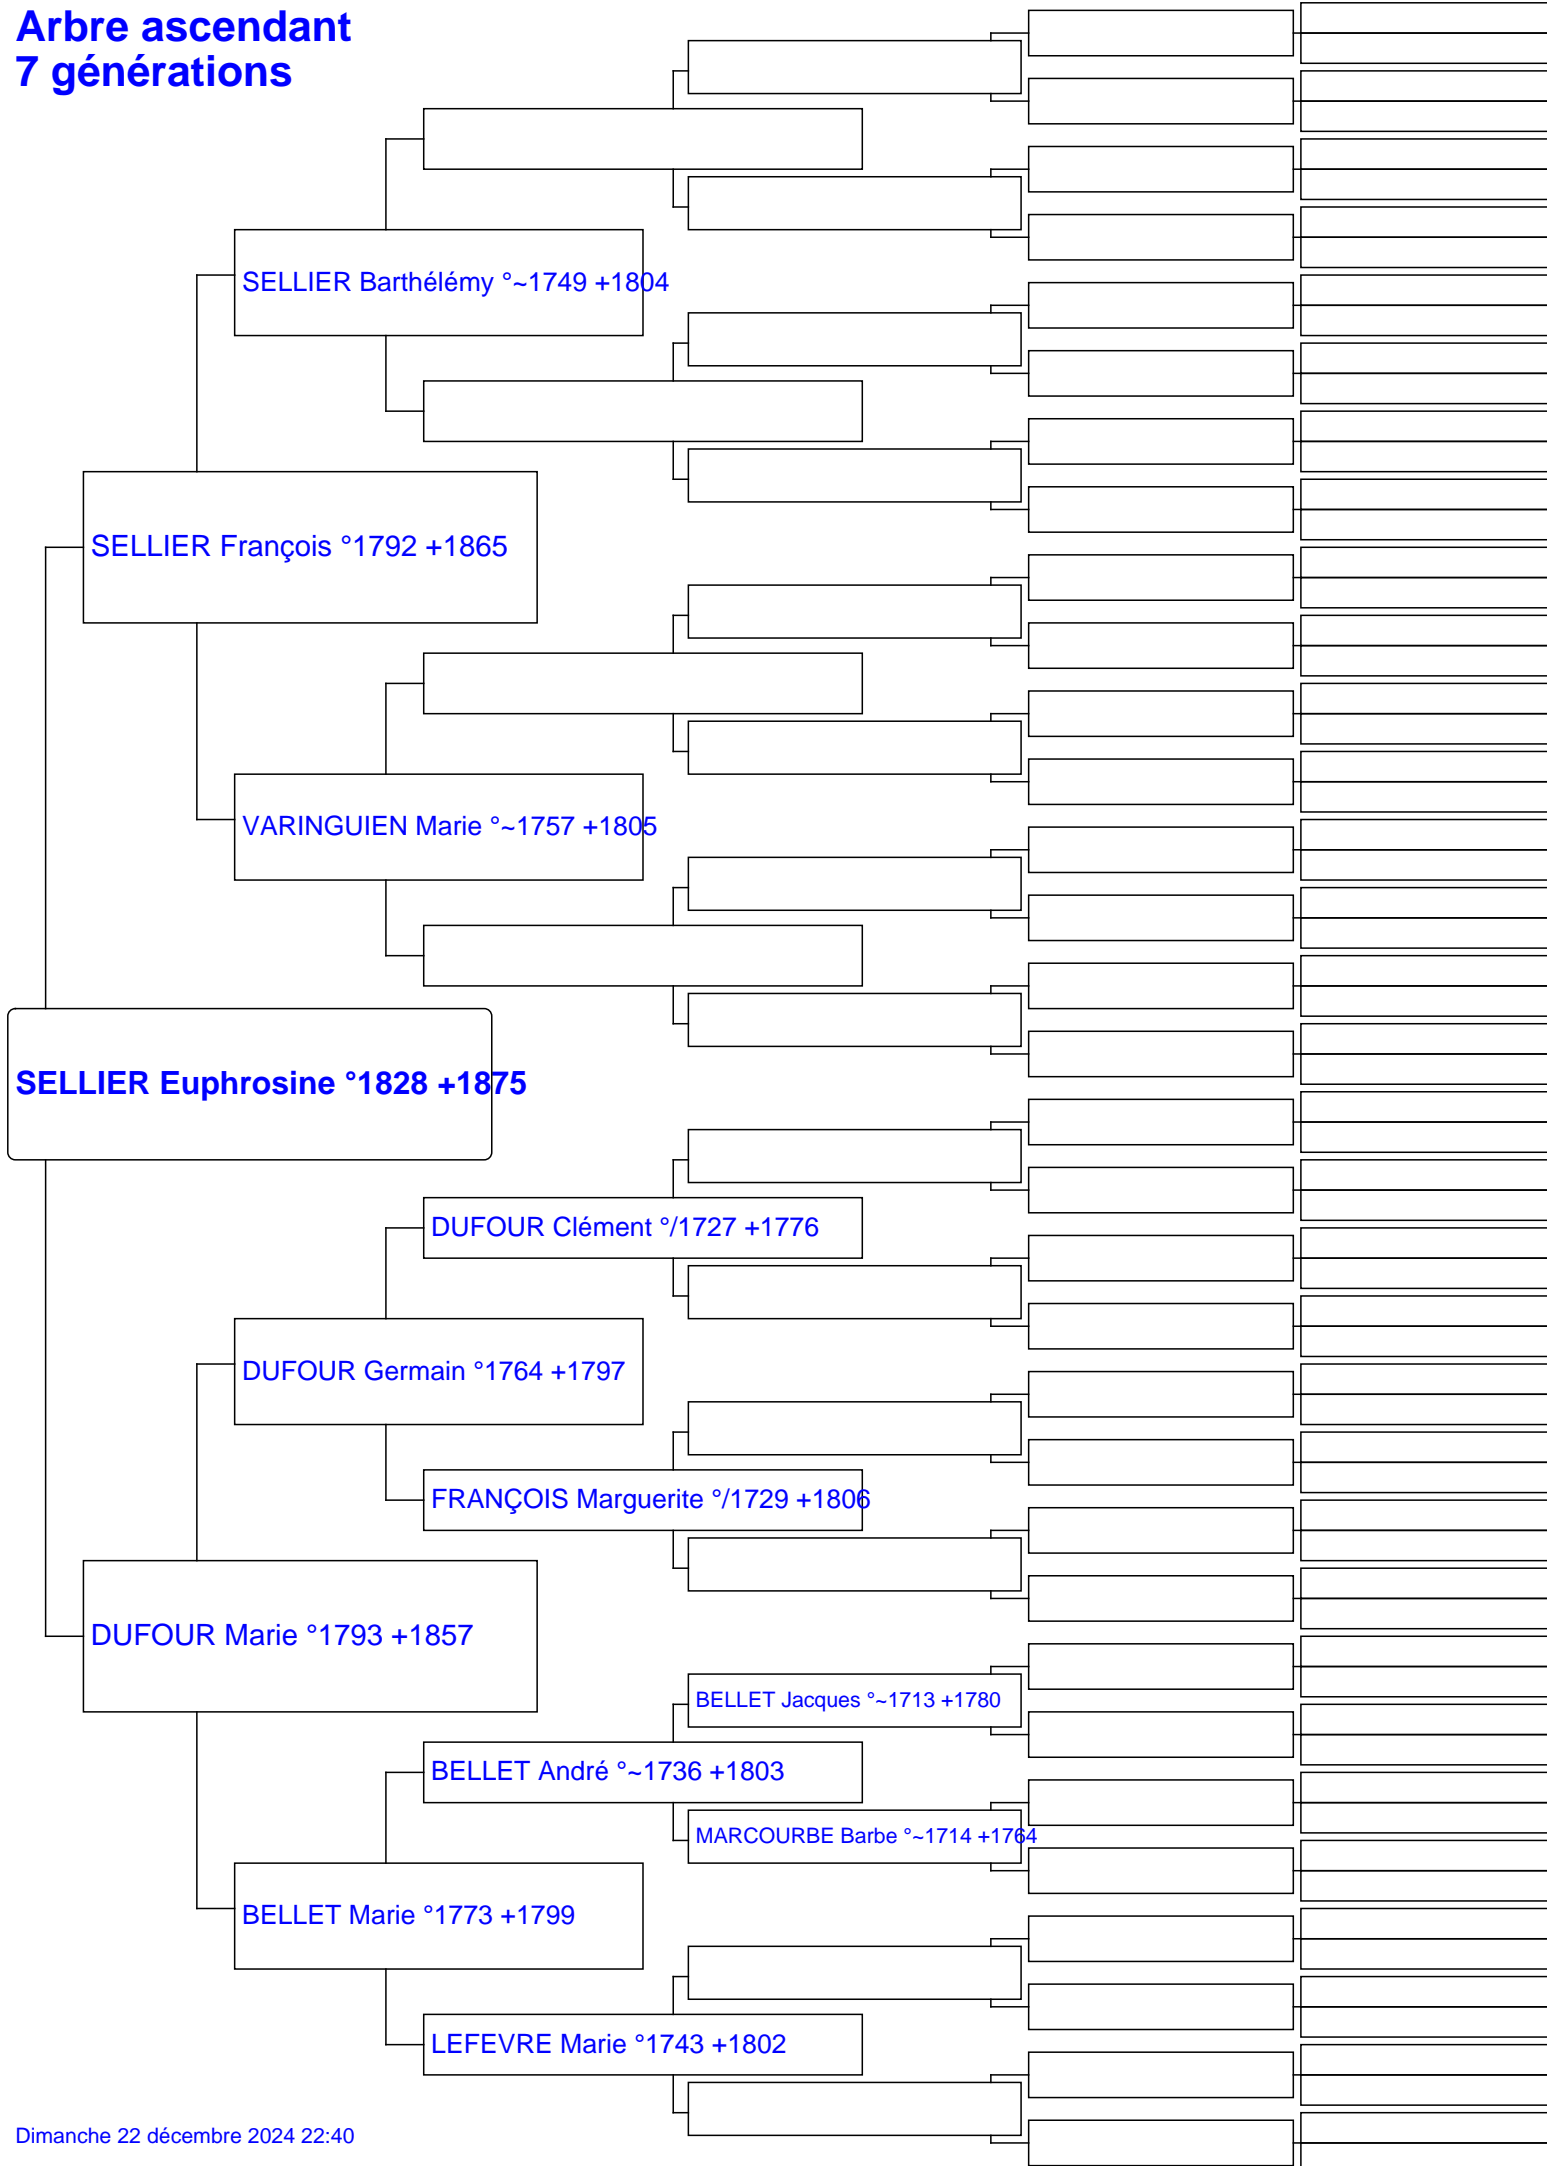 Arbre ascendant
7 générations
SELLIER Barthélémy °~1749 +1804
SELLIER François °1792 +1865
VARINGUIEN Marie °~1757 +1805
SELLIER Euphrosine °1828 +1875
DUFOUR Clément °/1727 +1776
DUFOUR Germain °1764 +1797
FRANÇOIS Marguerite °/1729 +1806
DUFOUR Marie °1793 +1857
BELLET Jacques °~1713 +1780
BELLET André °~1736 +1803
MARCOURBE Barbe °~1714 +1764
BELLET Marie °1773 +1799
LEFEVRE Marie °1743 +1802
Dimanche 22 décembre 2024 22:40